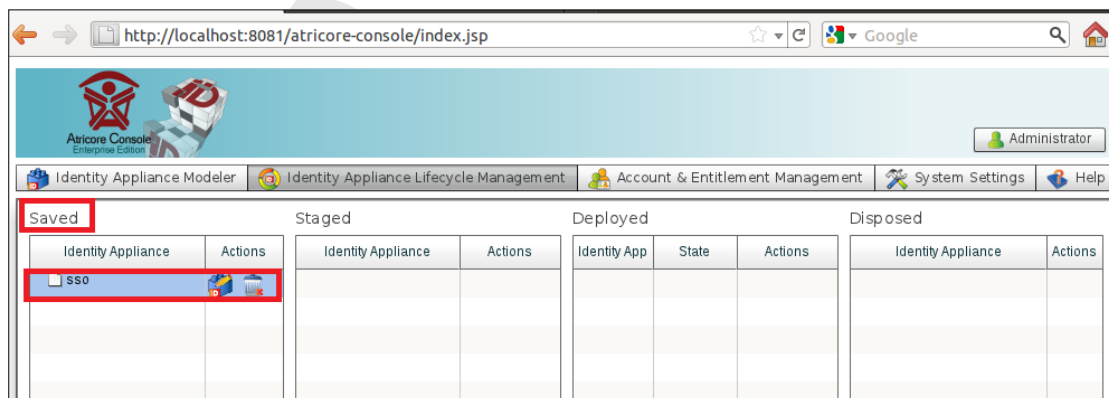 http://localhost:8081/atricore-console/index.jsp Google
Atricore Console
Enterprise Edition
Administrator
Identity Appliance Modeler Identity Appliance Lifecycle Management Account & Entitlement Management System Settings Help
Saved Staged Deployed Disposed
Identity Appliance Actions Identity Appliance Actions Identity App State Actions Identity Appliance Actions
sso